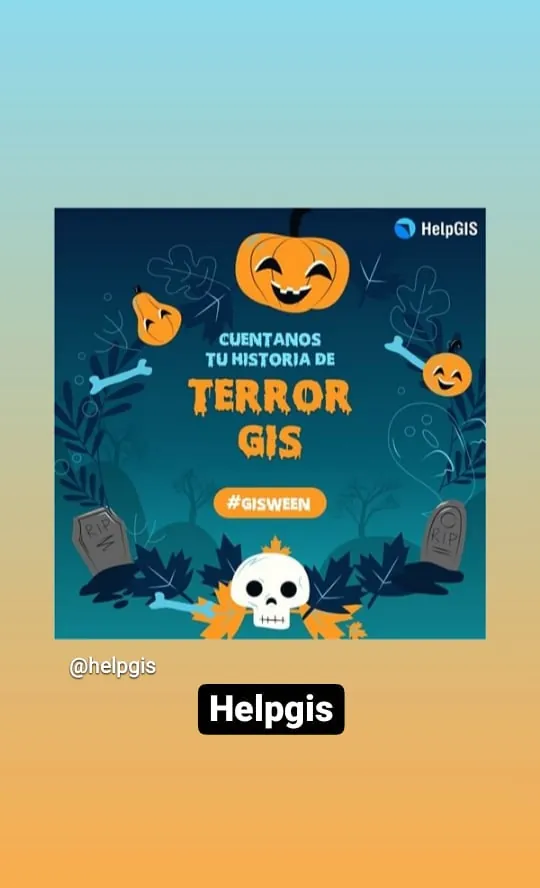 HelpGIS
CUENTANOS
TU HISTORIA DE
TERROR
GIS
#GISWEEN
RIP
RIP
@helpgis
Helpgis